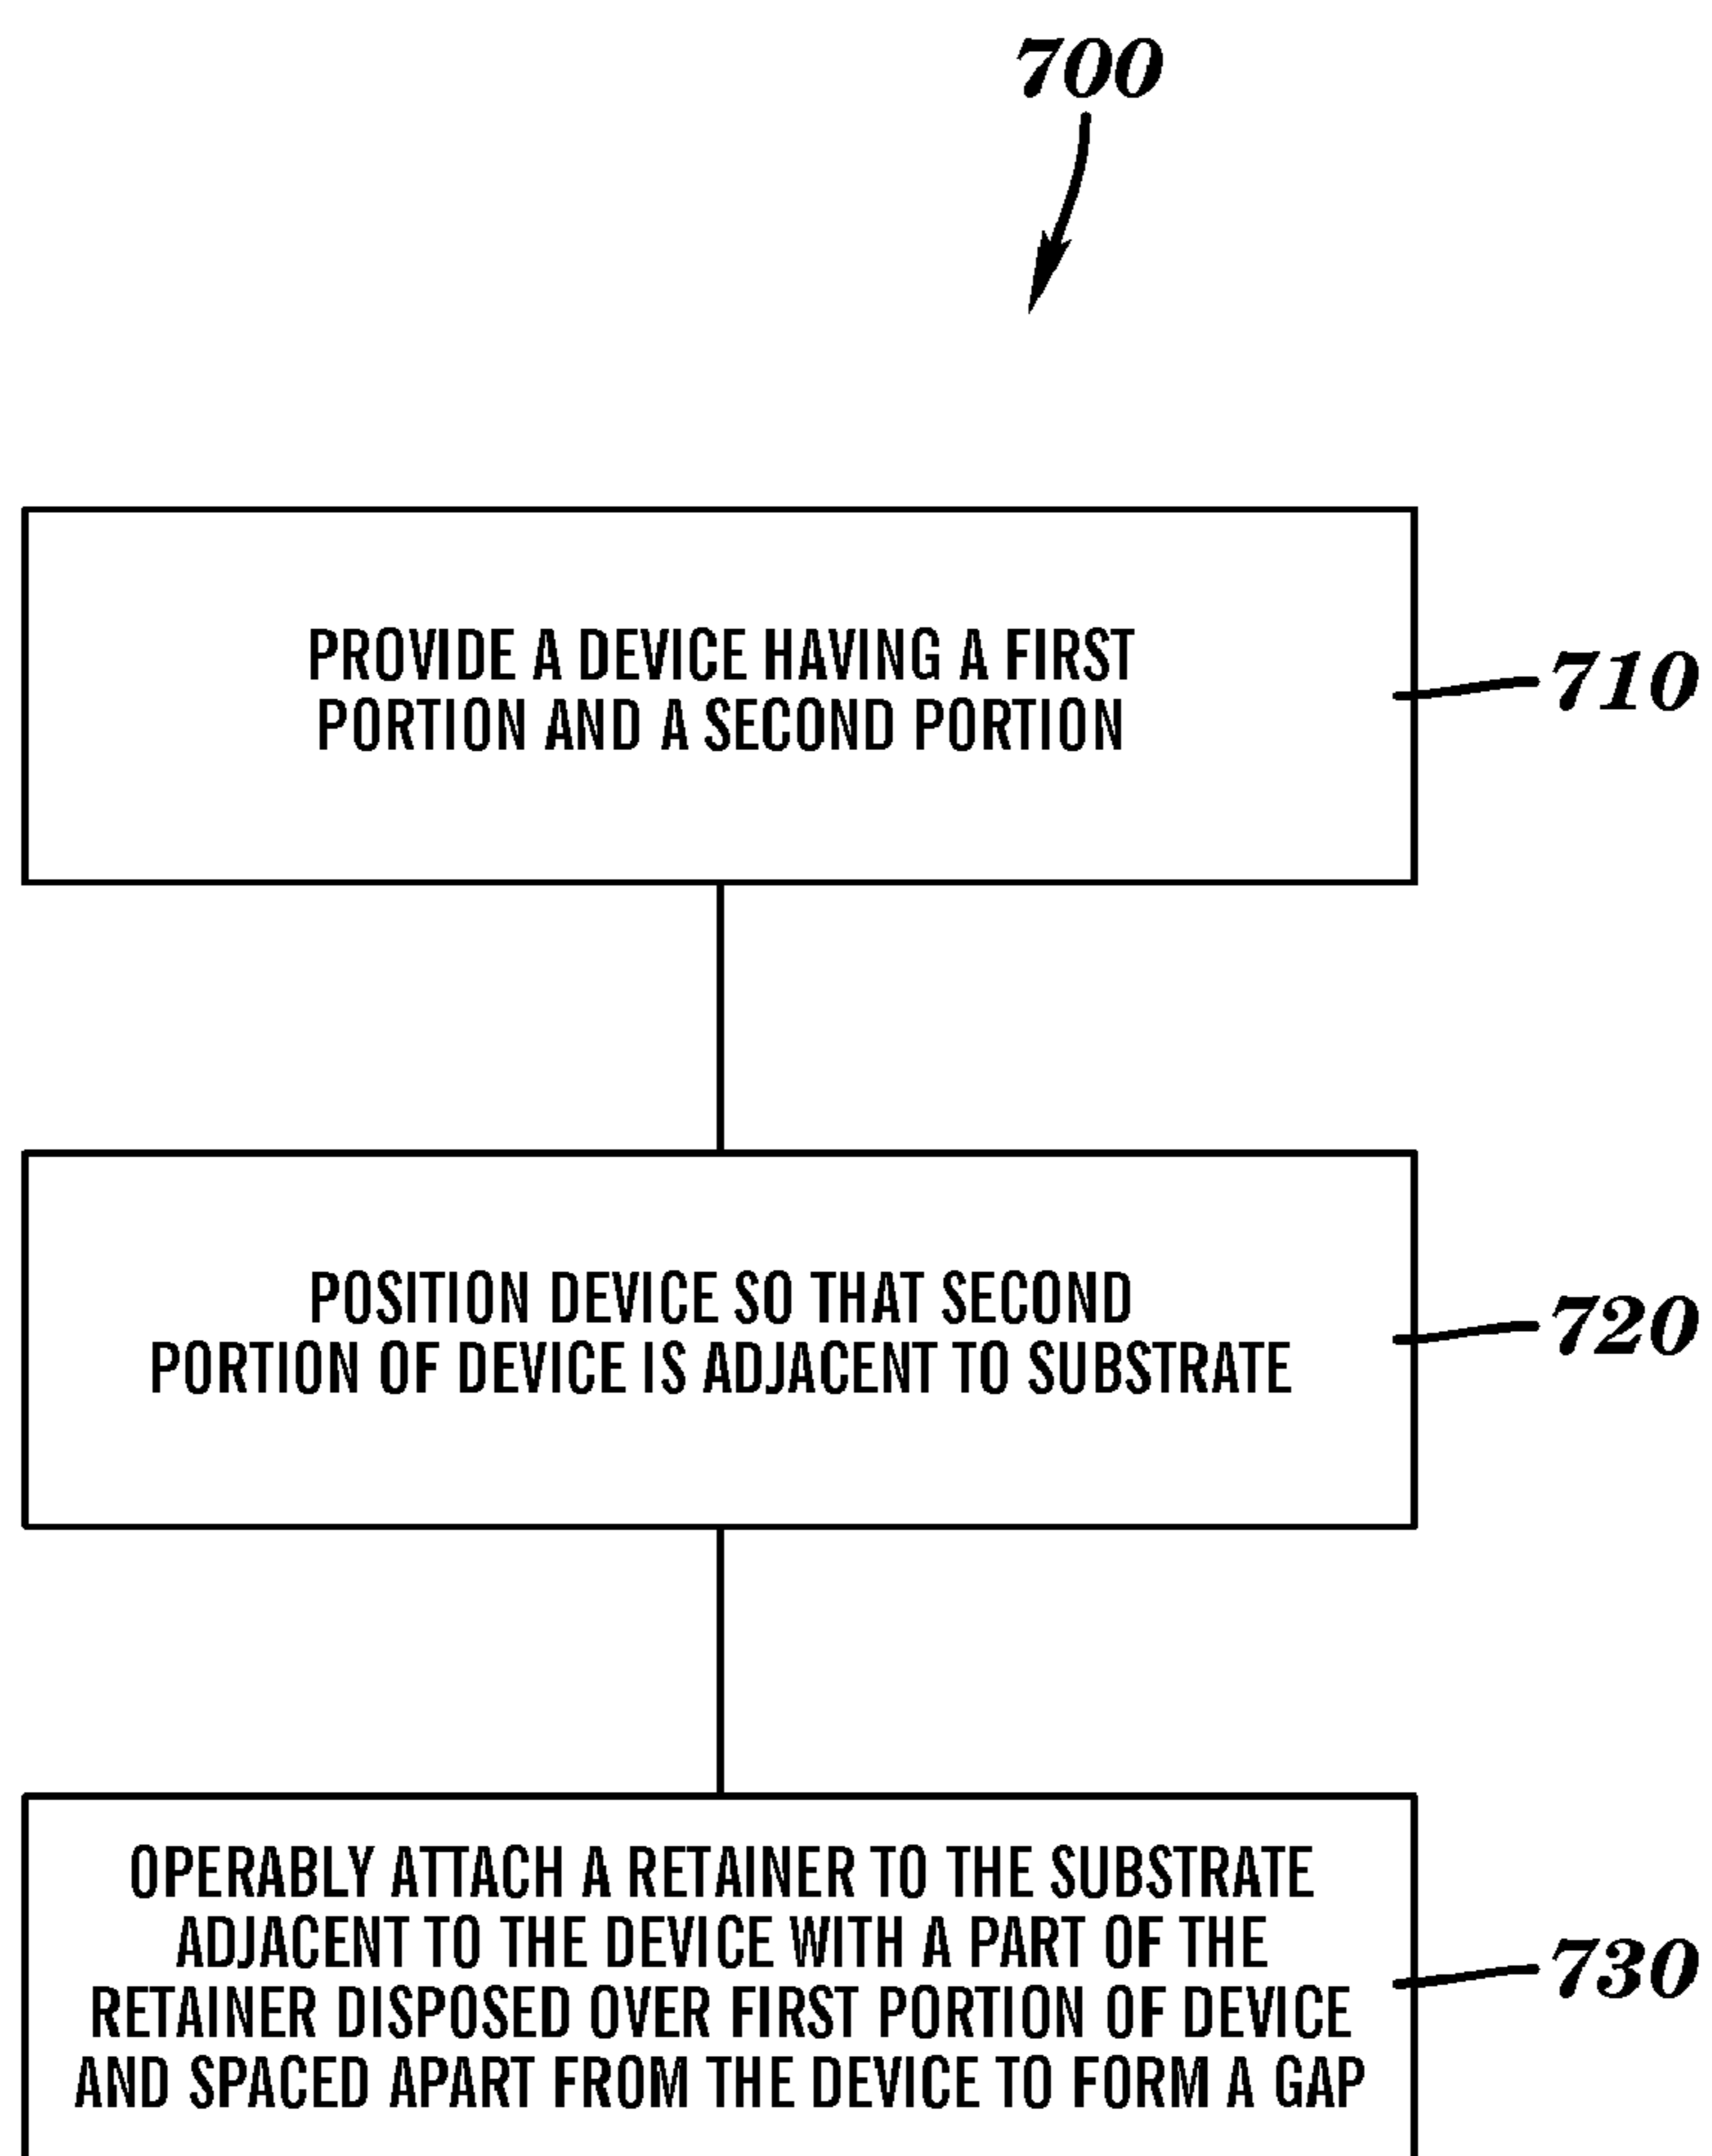 700
PROVIDE A DEVICE HAVING A FIRST
PORTION AND A SECOND PORTION
710
POSITION DEVICE SO THAT SECOND
PORTION OF DEVICE IS ADJACENT TO SUBSTRATE
720
OPERABLY ATTACH A RETAINER TO THE SUBSTRATE
ADJACENT TO THE DEVICE WITH A PART OF THE
RETAINER DISPOSED OVER FIRST PORTION OF DEVICE
AND SPACED APART FROM THE DEVICE TO FORM A GAP
730